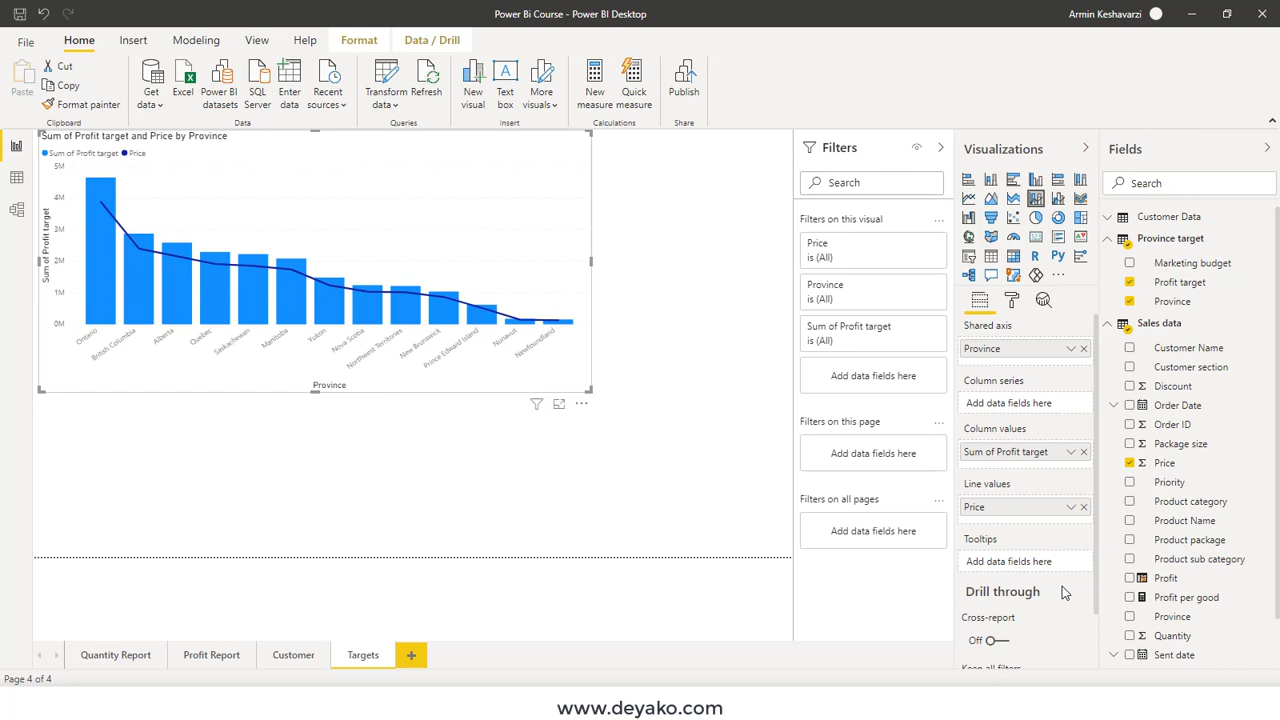 Power Bi Course - Power BI Desktop
Armin Keshavarzi
File
Home
Insert
Modeling
View
Help
Format
Data / Drill
Paste
Cut
Copy
Format painter
Get data
Excel
Power BI datasets
SQL Server
Enter data
Recent sources
Transform data
Refresh
New visual
Text box
More visuals
New measure
Quick measure
Publish
Clipboard
Data
Queries
Insert
Calculations
Share
Sum of Profit target and Price by Province
Sum of Profit target
Price
5M
4M
3M
2M
1M
0M
Sum of Profit target
Ontario
British Columbia
Alberta
Quebec
Saskachewan
Manitoba
Yukon
Nova Scotia
Northwest Territories
New Brunswick
Prince Edward Island
Nunavut
Newfoundland
Province
Filters
Search
Filters on this visual
Price
is (All)
Province
is (All)
Sum of Profit target
is (All)
Add data fields here
Filters on this page
Add data fields here
Filters on all pages
Add data fields here
Visualizations
R
Py
Shared axis
Province
Column series
Add data fields here
Column values
Sum of Profit target
Line values
Price
Tooltips
Add data fields here
Drill through
Cross-report
Off
Keep all filters
Fields
Search
Customer Data
Province target
Marketing budget
Profit target
Province
Sales data
Customer Name
Customer section
Discount
Order Date
Order ID
Package size
Price
Priority
Product category
Product Name
Product package
Product sub category
Profit
Profit per good
Province
Quantity
Sent date
Quantity Report
Profit Report
Customer
Targets
Page 4 of 4
www.deyako.com